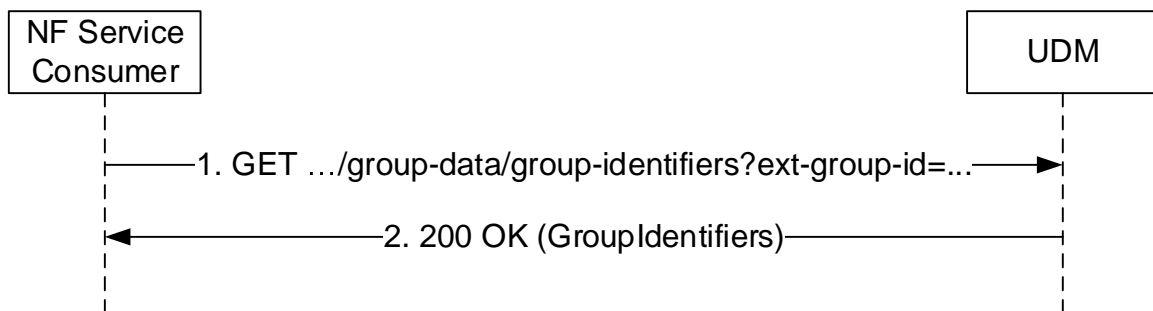 NF Service
Consumer
UDM
1. GET …/group-data/group-identifiers?ext-group-id=...
2. 200 OK (GroupIdentifiers)